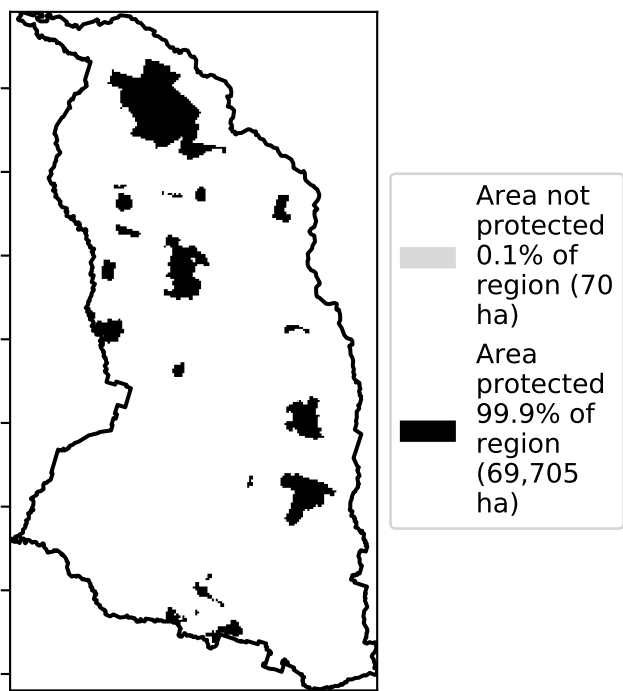 Area not
protected
0.1% of
region (70
ha)
Area
protected
99.9% of
region
(69,705
ha)